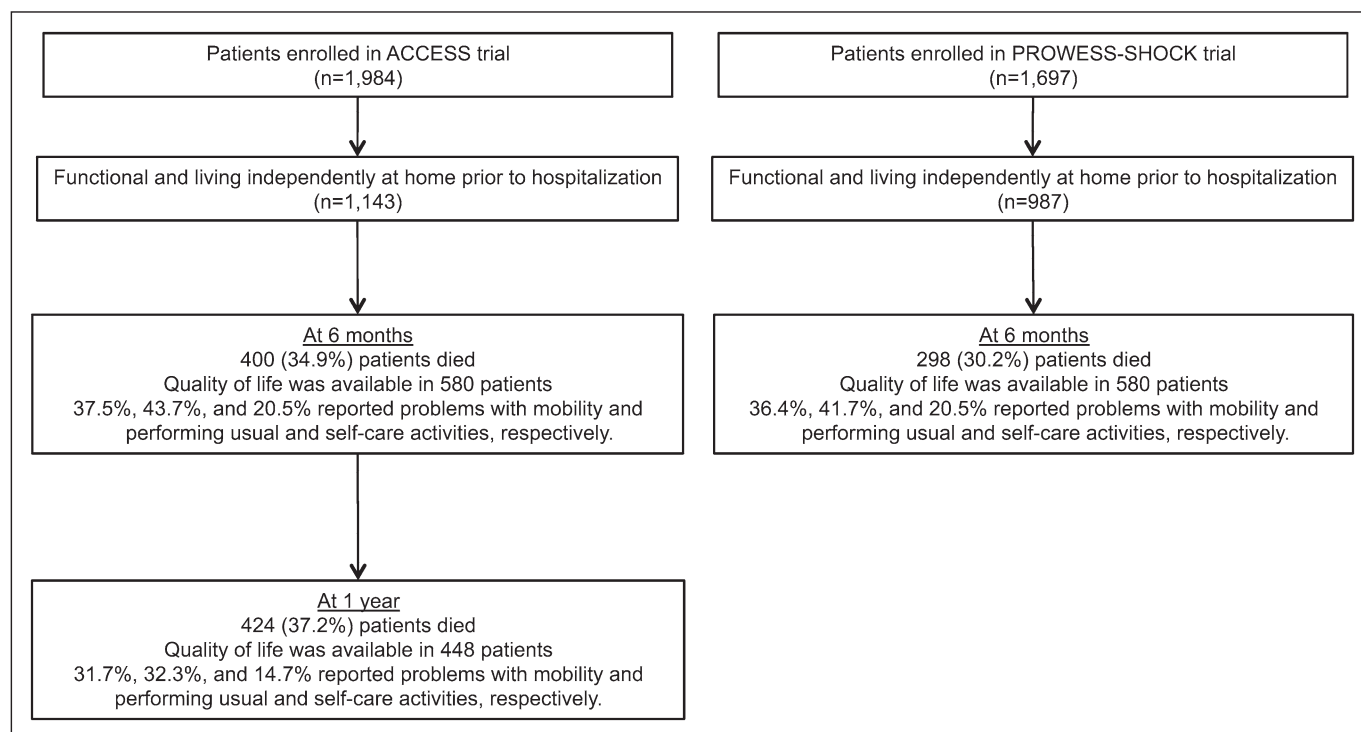 Patients enrolled in ACCESS trial
(n=1,984)
Functional and living independently at home prior to hospitalization
(n=1,143)
At 6 months
400 (34.9%) patients died
Quality of life was available in 580 patients
37.5%, 43.7%, and 20.5% reported problems with mobility and
performing usual and self-care activities, respectively.
At 1 year
424 (37.2%) patients died
Quality of life was available in 448 patients
31.7%, 32.3%, and 14.7% reported problems with mobility and
performing usual and self-care activities, respectively.
Patients enrolled in PROWESS-SHOCK trial
(n=1,697)
Functional and living independently at home prior to hospitalization
(n=987)
At 6 months
298 (30.2%) patients died
Quality of life was available in 580 patients
36.4%, 41.7%, and 20.5% reported problems with mobility and
performing usual and self-care activities, respectively.